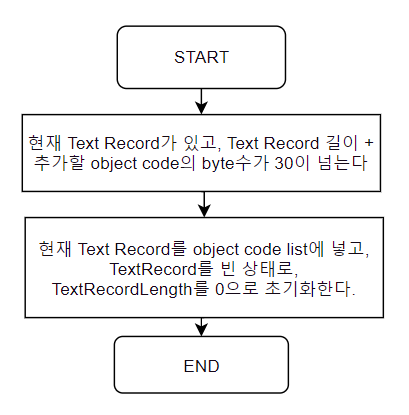 START
현재 Text Record가 있고, Text Record 길이 +
추가할 object code의 byte수가 30이 넘는다
현재 Text Record를 object code list에 넣고,
TextRecord를 빈 상태로,
TextRecordLength를 0으로 초기화한다.
END